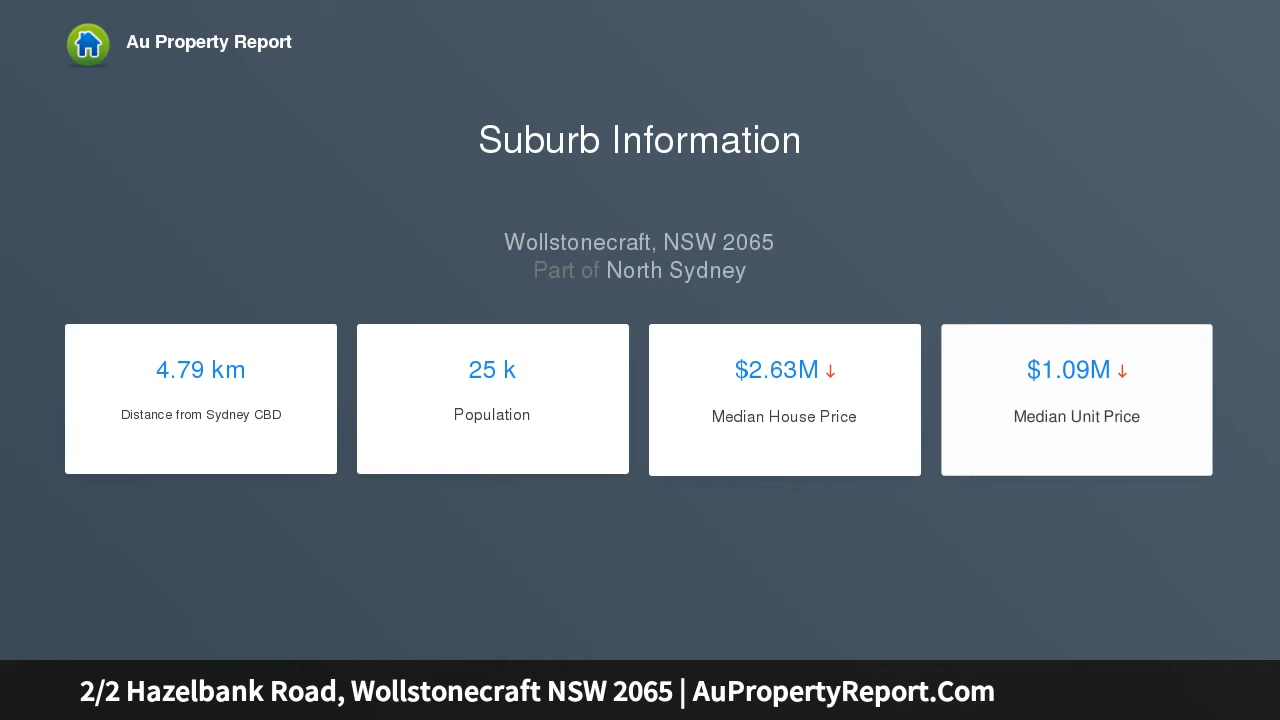 Au Property Report
Suburb Information
Wollstonecraft, NSW 2065
Part of North Sydney
4.79 km
Distance from Sydney CBD
25 k
Population
$2.63M ↓
Median House Price
$1.09M ↓
Median Unit Price
2/2 Hazelbank Road, Wollstonecraft NSW 2065 | AuPropertyReport.Com